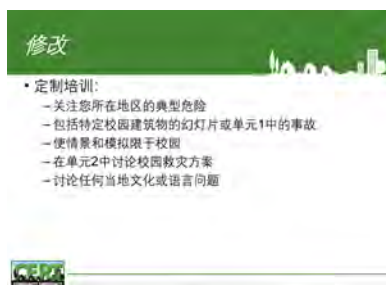 修改
• 定制培训:
–关注您所在地区的典型危险
–包括特定校园建筑物的幻灯片或单元1中的事故
–使情景和模拟限于校园
–在单元2中讨论校园救灾方案
–讨论任何当地文化或语言问题